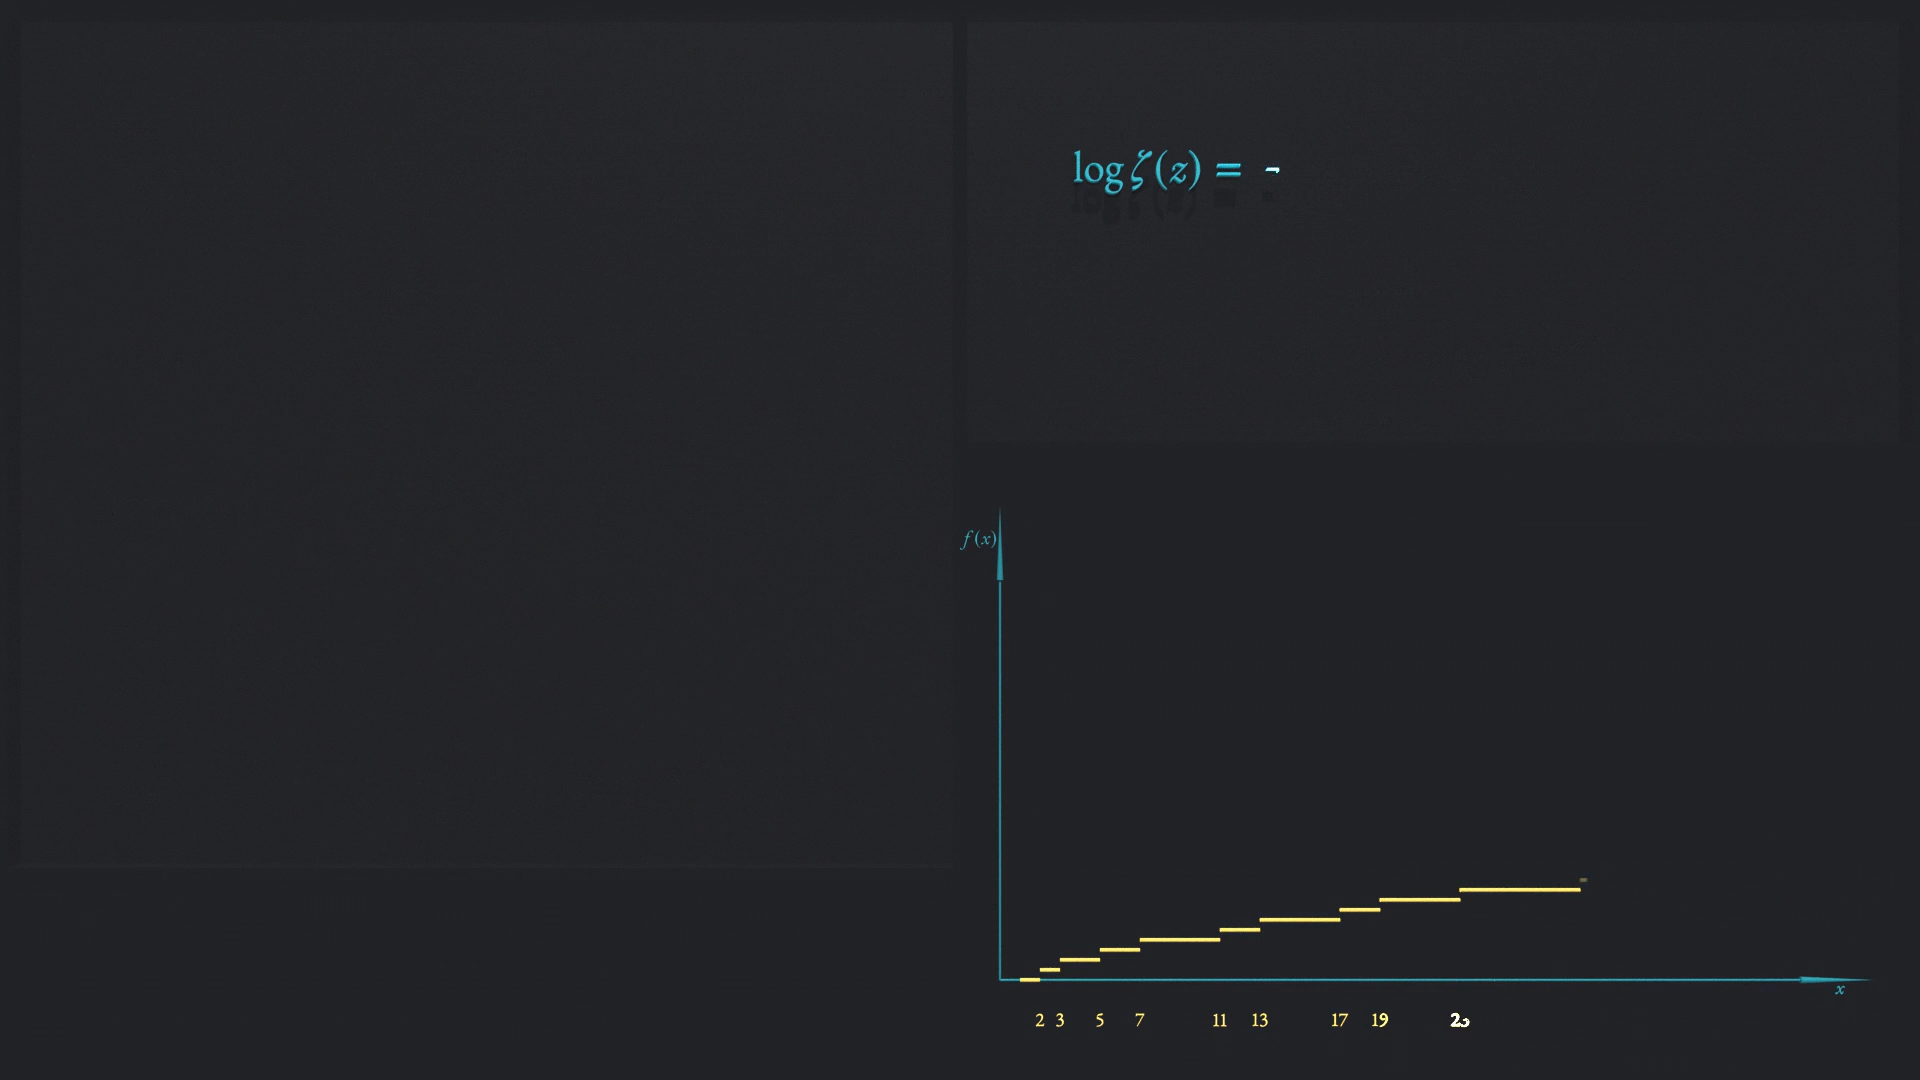 log ζ(z) =
f(x)
x
2 3 5 7 11 13 17 19